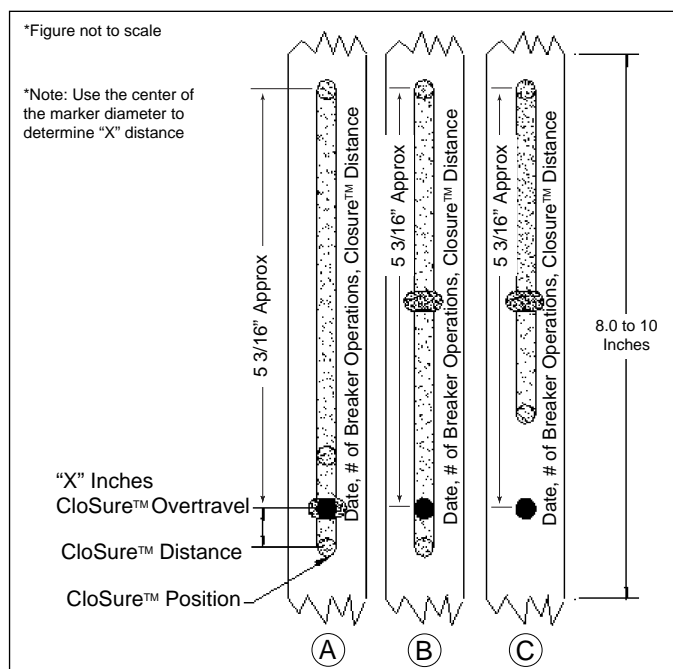 *Figure not to scale
*Note: Use the center of
the marker diameter to
determine “X” distance
5 3/16” Approx
Date, # of Breaker Operations, Closure™ Distance
5 3/16” Approx
Date, # of Breaker Operations, Closure™ Distance
5 3/16” Approx
Date, # of Breaker Operations, Closure™ Distance
8.0 to 10
Inches
“X” Inches
CloSure™ Overtravel
CloSure™ Distance
CloSure™ Position
A
B
C